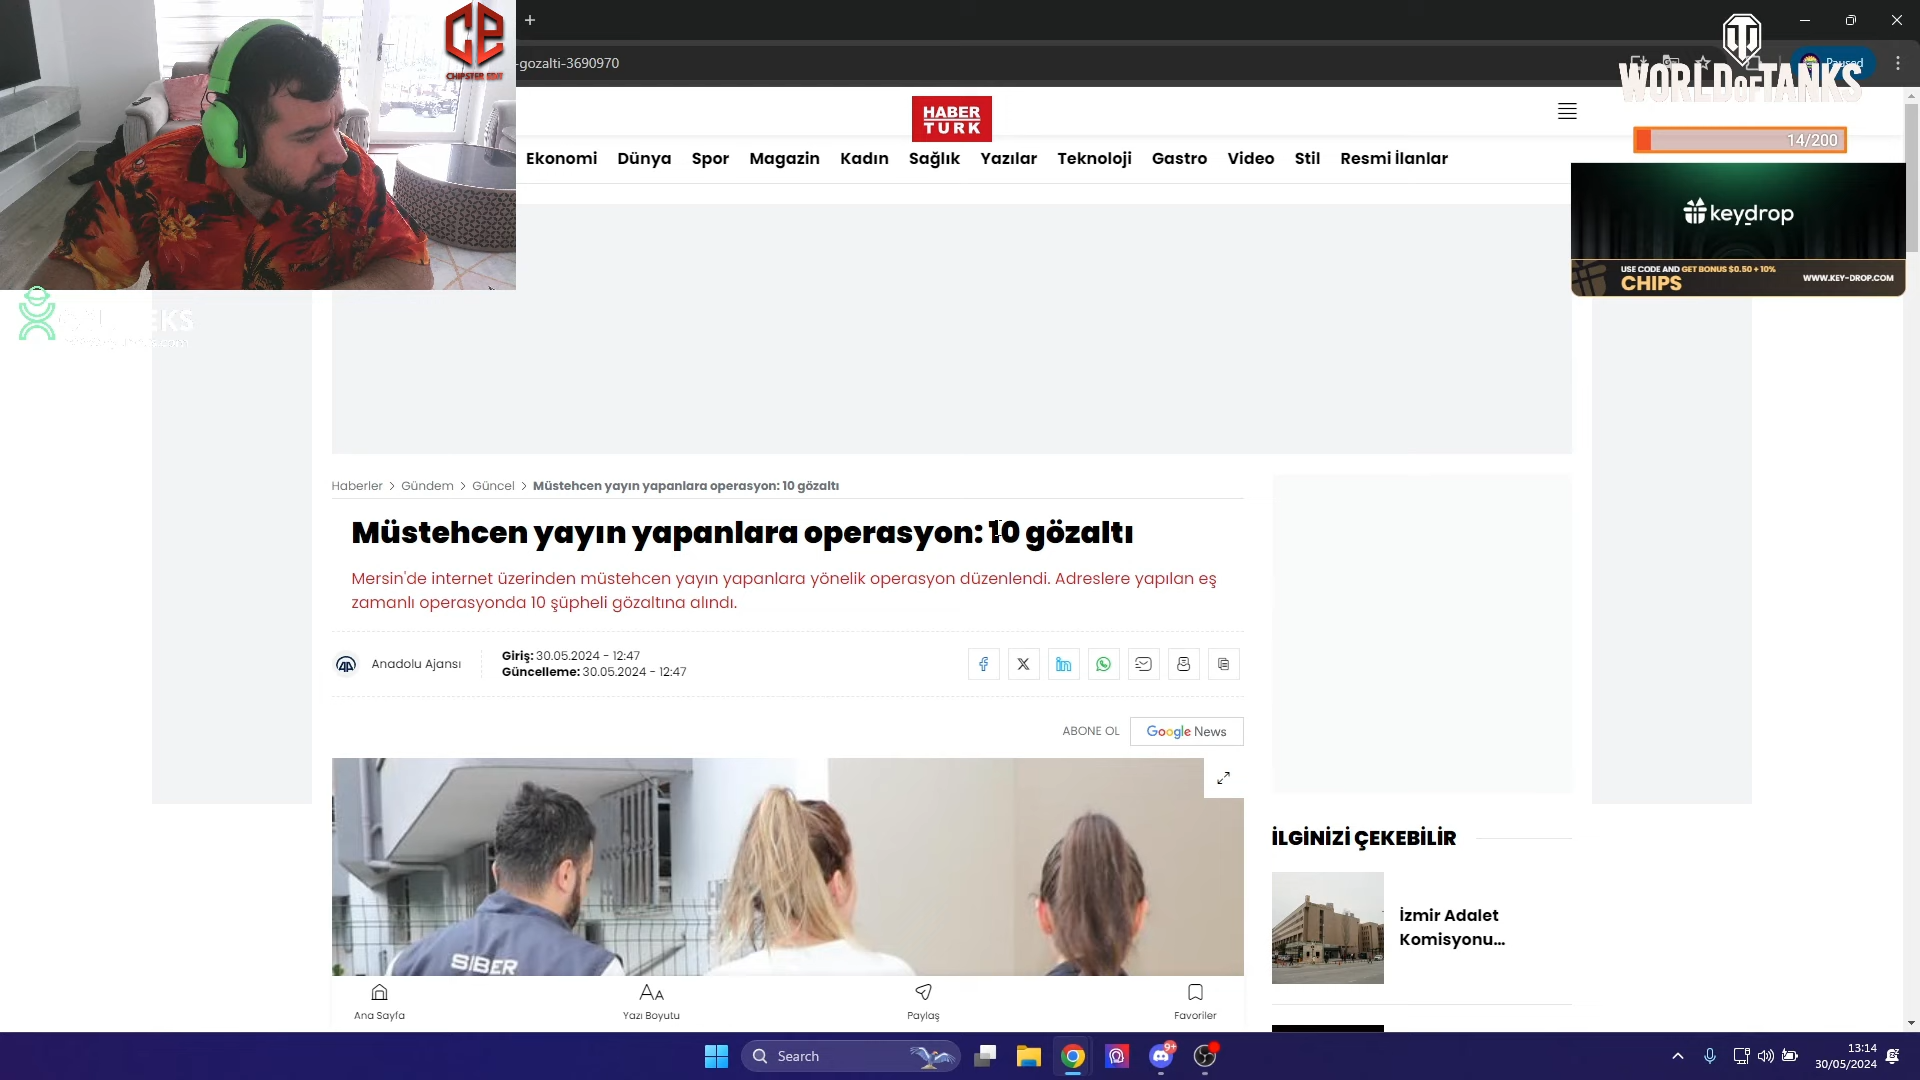 CHIPSTER EDIT
-gozalti-3690970
Paused
WORLD OF TANKS
14/200
keydrop
USE CODE AND GET BONUS $0.50 + 10%
CHIPS
WWW.KEY-DROP.COM
HABER
TURK
Ekonomi Dünya Spor Magazin Kadın Sağlık Yazılar Teknoloji Gastro Video Stil Resmi İlanlar
Haberler > Gündem > Güncel > Müstehcen yayın yapanlara operasyon: 10 gözaltı
Müstehcen yayın yapanlara operasyon: 10 gözaltı
Mersin'de internet üzerinden müstehcen yayın yapanlara yönelik operasyon düzenlendi. Adreslere yapılan eş
zamanlı operasyonda 10 şüpheli gözaltına alındı.
AA
Anadolu Ajansı
Giriş: 30.05.2024 - 12:47
Güncelleme: 30.05.2024 - 12:47
ABONE OL
Google News
SİBER
İLGİNİZİ ÇEKEBİLİR
İzmir Adalet
Komisyonu...
Ana Sayfa
Yazı Boyutu
Paylaş
Favoriler
Search
9+
13:14
30/05/2024